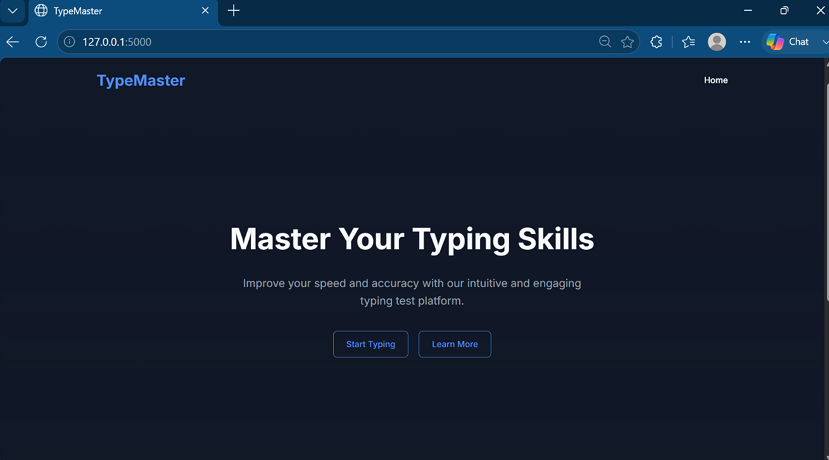 TypeMaster
127.0.0.1:5000
Chat
TypeMaster
Home
Master Your Typing Skills
Improve your speed and accuracy with our intuitive and engaging
typing test platform.
Start Typing
Learn More